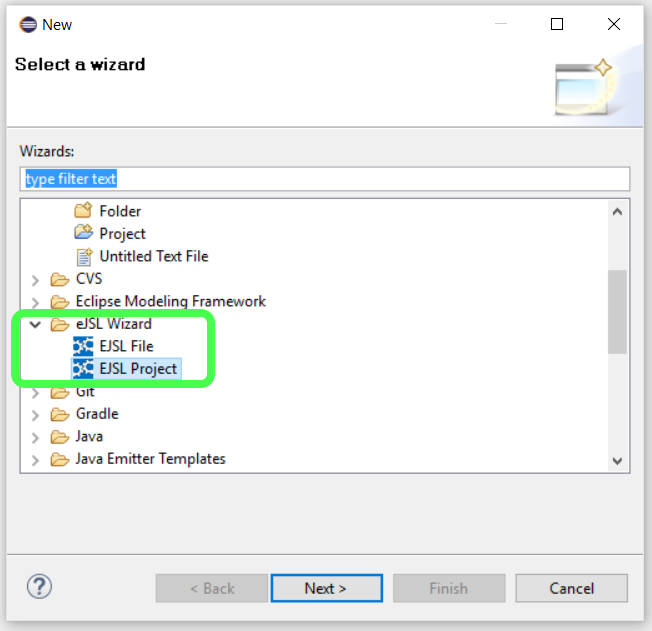 New
Select a wizard
Wizards:
type filter text
Folder
Project
Untitled Text File
CVS
Eclipse Modeling Framework
eJSL Wizard
EJSL File
EJSL Project
Git
Gradle
Java
Java Emitter Templates
?
< Back Next > Finish Cancel